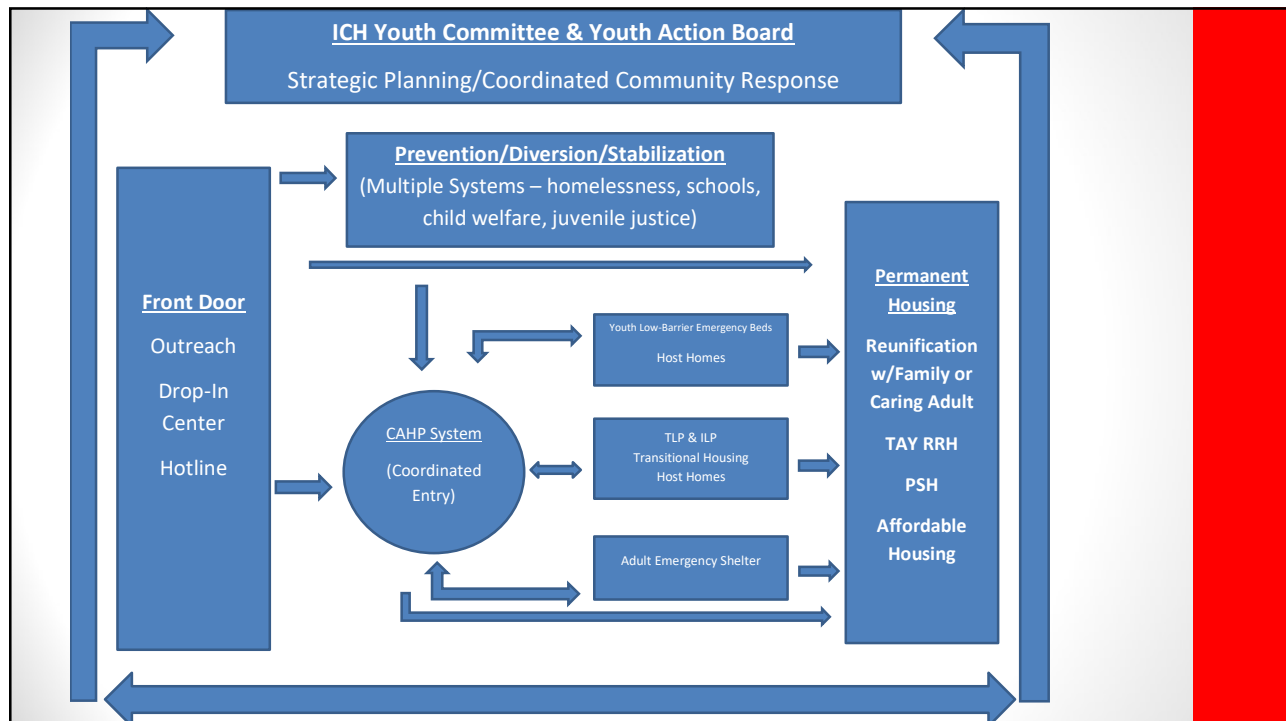 ICH Youth Committee & Youth Action Board
Strategic Planning/Coordinated Community Response
Prevention/Diversion/Stabilization
(Multiple Systems – homelessness, schools,
child welfare, juvenile justice)
Front Door
Outreach
Drop-In
Center
Hotline
CAHP System
(Coordinated
Entry)
Youth Low-Barrier Emergency Beds
Host Homes
TLP & ILP
Transitional Housing
Host Homes
Adult Emergency Shelter
Permanent
Housing
Reunification
w/Family or
Caring Adult
TAY RRH
PSH
Affordable
Housing